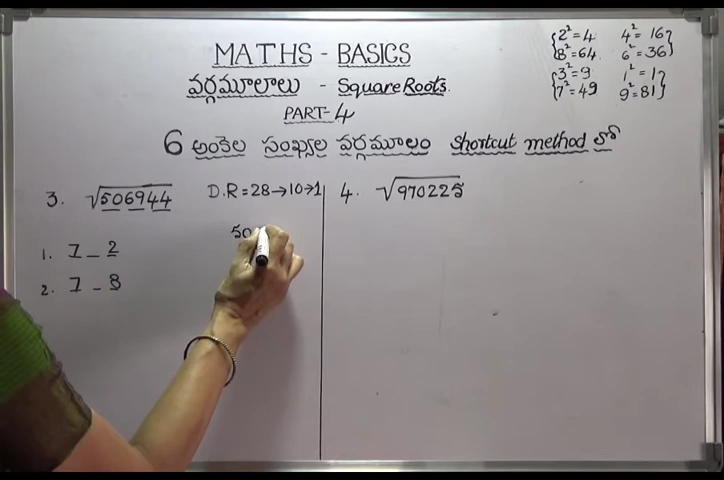 MATHS - BASICS
వర్గమూలాలు - Square Roots.
PART-4
6 అంకెల సంఖ్యల వర్గమూలం shortcut method లో
2²=4 4²=16
8²=64 6²=36
3²=9 1²=1
7²=49 9²=81
3. √506944 D.R=28→10→1
1. 7 _ 2
2. 7 _ 8
50
4. √970225